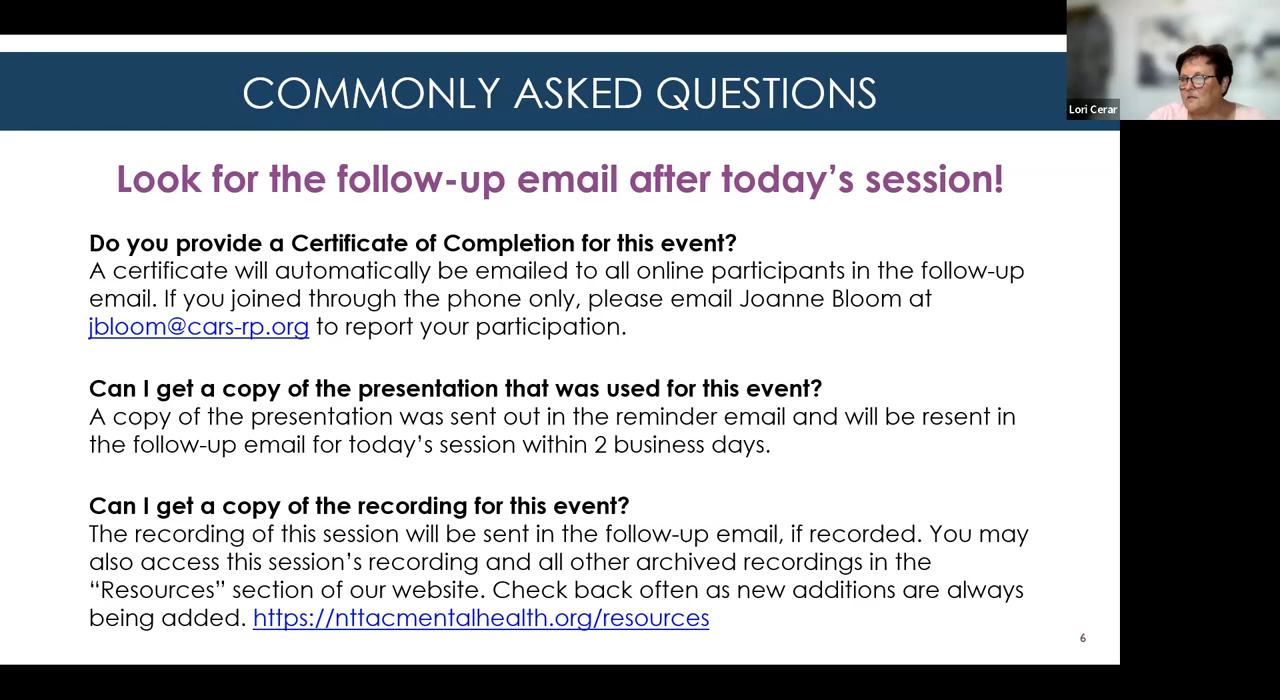 COMMONLY ASKED QUESTIONS
Lori Cerar
Look for the follow-up email after today’s session!
Do you provide a Certificate of Completion for this event?
A certificate will automatically be emailed to all online participants in the follow-up
email. If you joined through the phone only, please email Joanne Bloom at
jbloom@cars-rp.org to report your participation.
Can I get a copy of the presentation that was used for this event?
A copy of the presentation was sent out in the reminder email and will be resent in
the follow-up email for today’s session within 2 business days.
Can I get a copy of the recording for this event?
The recording of this session will be sent in the follow-up email, if recorded. You may
also access this session’s recording and all other archived recordings in the
“Resources” section of our website. Check back often as new additions are always
being added. https://nttacmentalhealth.org/resources
6